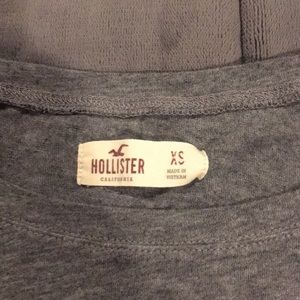 HOLLISTER
CALIFORNIA
XS
MADE IN
VIETNAM